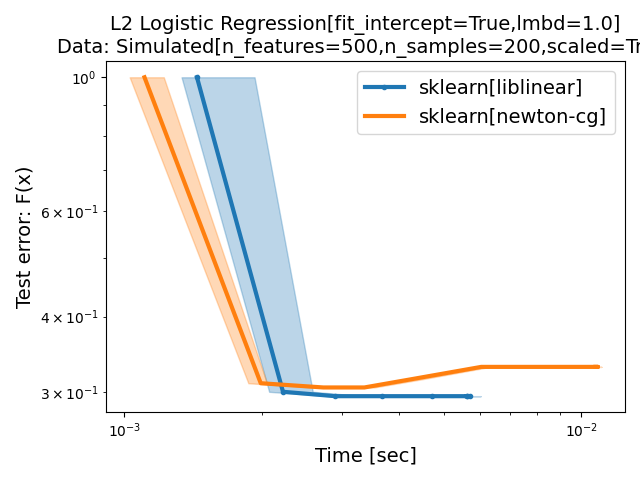 L2 Logistic Regression[fit_intercept=True,lmbd=1.0]
Data: Simulated[n_features=500,n_samples=200,scaled=Tr
sklearn[liblinear]
sklearn[newton-cg]
Test error: F(x)
10⁰
6 × 10⁻¹
4 × 10⁻¹
3 × 10⁻¹
10⁻³
10⁻²
Time [sec]